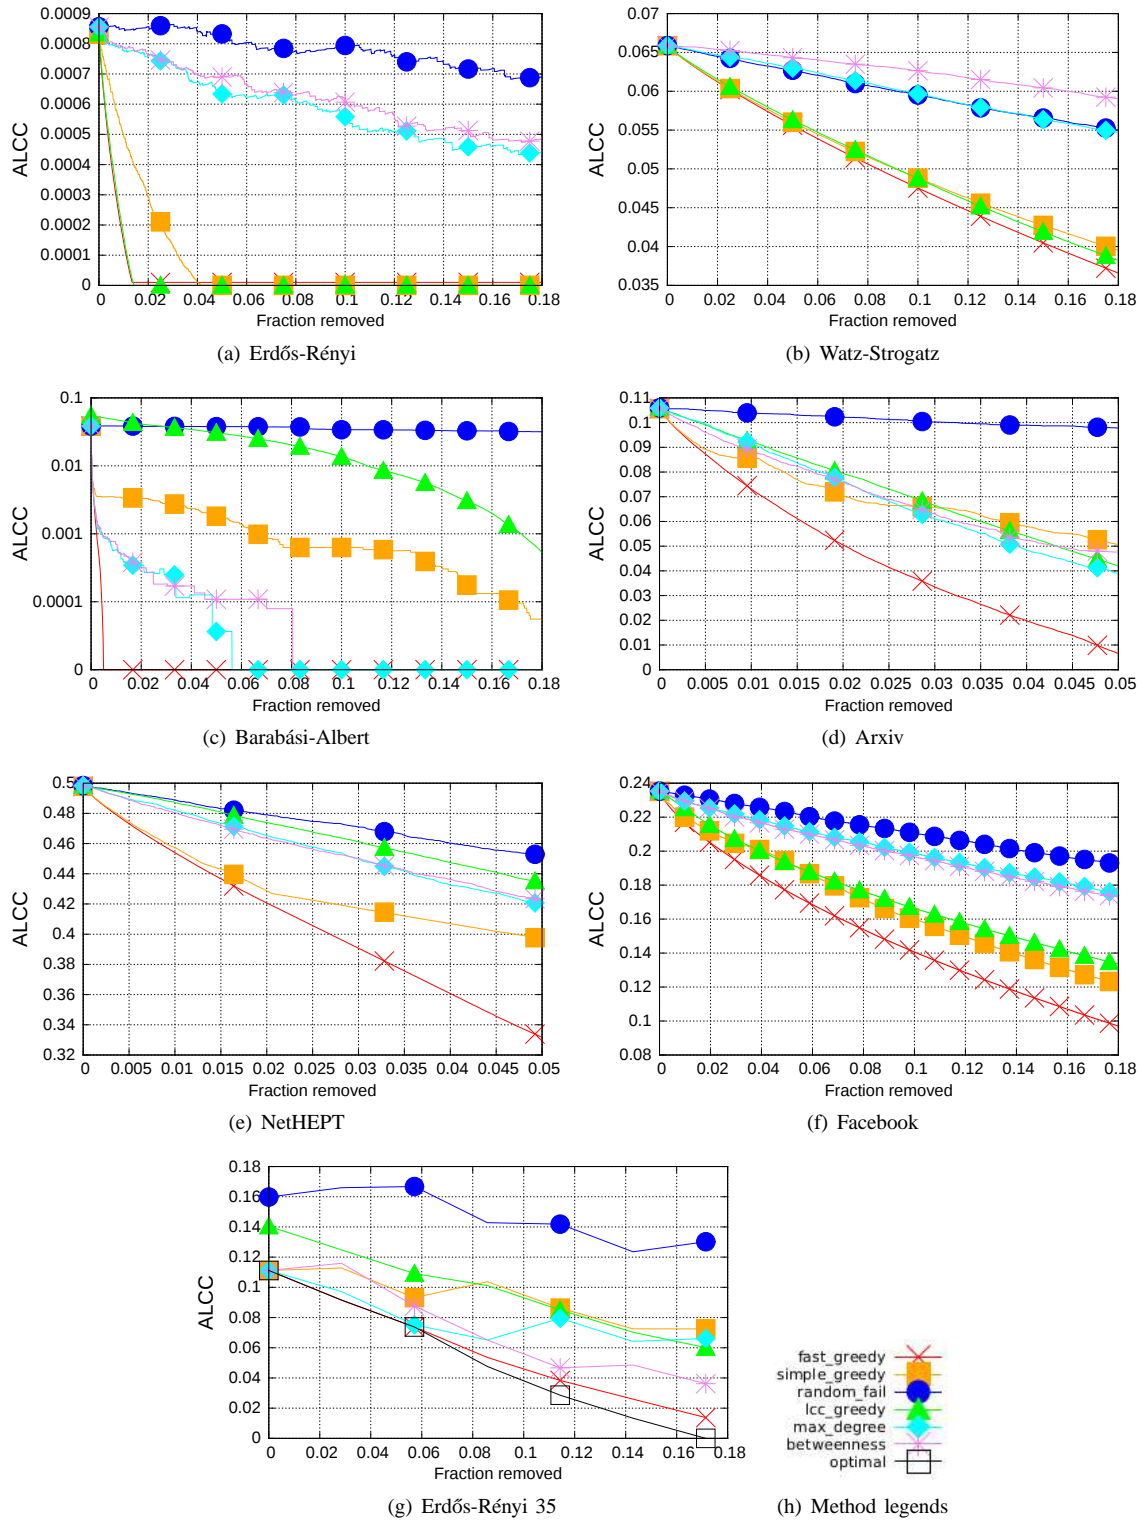 0.0009
0.0008
0.0007
0.0006
0.0005
0.0004
0.0003
0.0002
0.0001
0
ALCC
0 0.02 0.04 0.06 0.08 0.1 0.12 0.14 0.16 0.18
Fraction removed
(a) Erdős-Rényi
0.07
0.065
0.06
0.055
0.05
0.045
0.04
0.035
ALCC
0 0.02 0.04 0.06 0.08 0.1 0.12 0.14 0.16 0.18
Fraction removed
(b) Watz-Strogatz
0.1
0.01
0.001
0.0001
0
ALCC
0 0.02 0.04 0.06 0.08 0.1 0.12 0.14 0.16 0.18
Fraction removed
(c) Barabási-Albert
0.11
0.1
0.09
0.08
0.07
0.06
0.05
0.04
0.03
0.02
0.01
0
ALCC
0 0.005 0.01 0.015 0.02 0.025 0.03 0.035 0.04 0.045 0.05
Fraction removed
(d) Arxiv
0.5
0.48
0.46
0.44
0.42
0.4
0.38
0.36
0.34
0.32
ALCC
0 0.005 0.01 0.015 0.02 0.025 0.03 0.035 0.04 0.045 0.05
Fraction removed
(e) NetHEPT
0.24
0.22
0.2
0.18
0.16
0.14
0.12
0.1
0.08
ALCC
0 0.02 0.04 0.06 0.08 0.1 0.12 0.14 0.16 0.18
Fraction removed
(f) Facebook
0.18
0.16
0.14
0.12
0.1
0.08
0.06
0.04
0.02
0
ALCC
0 0.02 0.04 0.06 0.08 0.1 0.12 0.14 0.16 0.18
Fraction removed
(g) Erdős-Rényi 35
fast_greedy
simple_greedy
random_fail
lcc_greedy
max_degree
betweenness
optimal
(h) Method legends